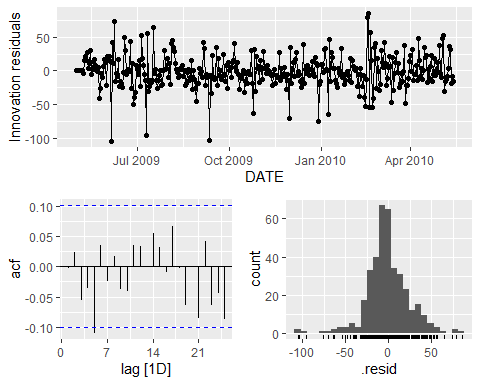 Innovation residuals
50
0
-50
-100
Jul 2009
Oct 2009
Jan 2010
Apr 2010
DATE
acf
0.10
0.05
0.00
-0.05
-0.10
0
7
14
21
lag [1D]
count
60
40
20
0
-100
-50
0
50
.resid